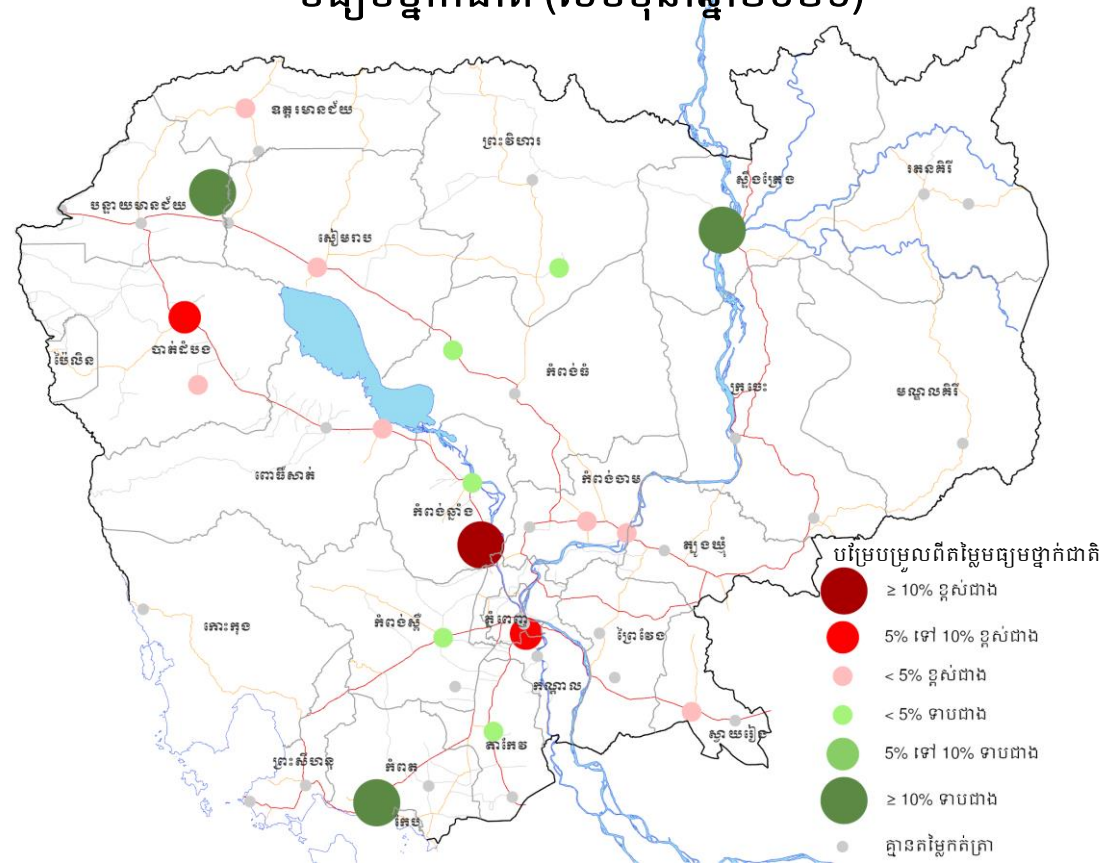 ឧត្តរមានជ័យ
ព្រះវិហារ
ស្ទឹងត្រែង
រតនគិរី
បន្ទាយមានជ័យ
សៀមរាប
ប៉ៃលិន
បាត់ដំបង
កំពង់ធំ
ក្រចេះ
មណ្ឌលគិរី
ពោធិ៍សាត់
កំពង់ចាម
កំពង់ឆ្នាំង
ត្បូងឃ្មុំ
កោះកុង
កំពង់ស្ពឺ
ភ្នំពេញ
ព្រៃវែង
កណ្តាល
តាកែវ
ស្វាយរៀង
ព្រះសីហនុ
កំពត
កែប
បម្រែបម្រួលពីតម្លៃមធ្យមថ្នាក់ជាតិ
≥ 10% ខ្ពស់ជាង
5% ទៅ 10% ខ្ពស់ជាង
< 5% ខ្ពស់ជាង
< 5% ទាបជាង
5% ទៅ 10% ទាបជាង
≥ 10% ទាបជាង
គ្មានតម្លៃកត់ត្រា